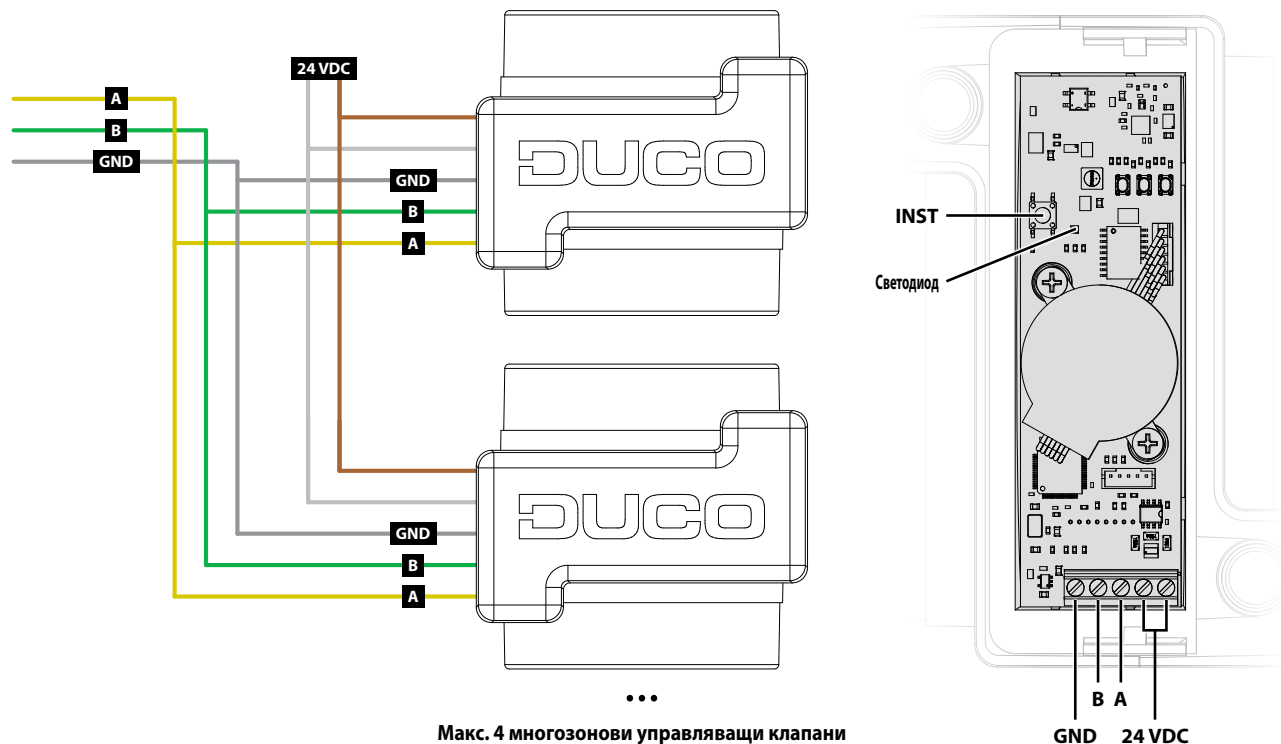 24 VDC
A
B
GND
GND
B
A
DUCO
GND
B
A
DUCO
...
Макс. 4 многозонови управляващи клапани
INST
Светодиод
B A
GND 24 VDC